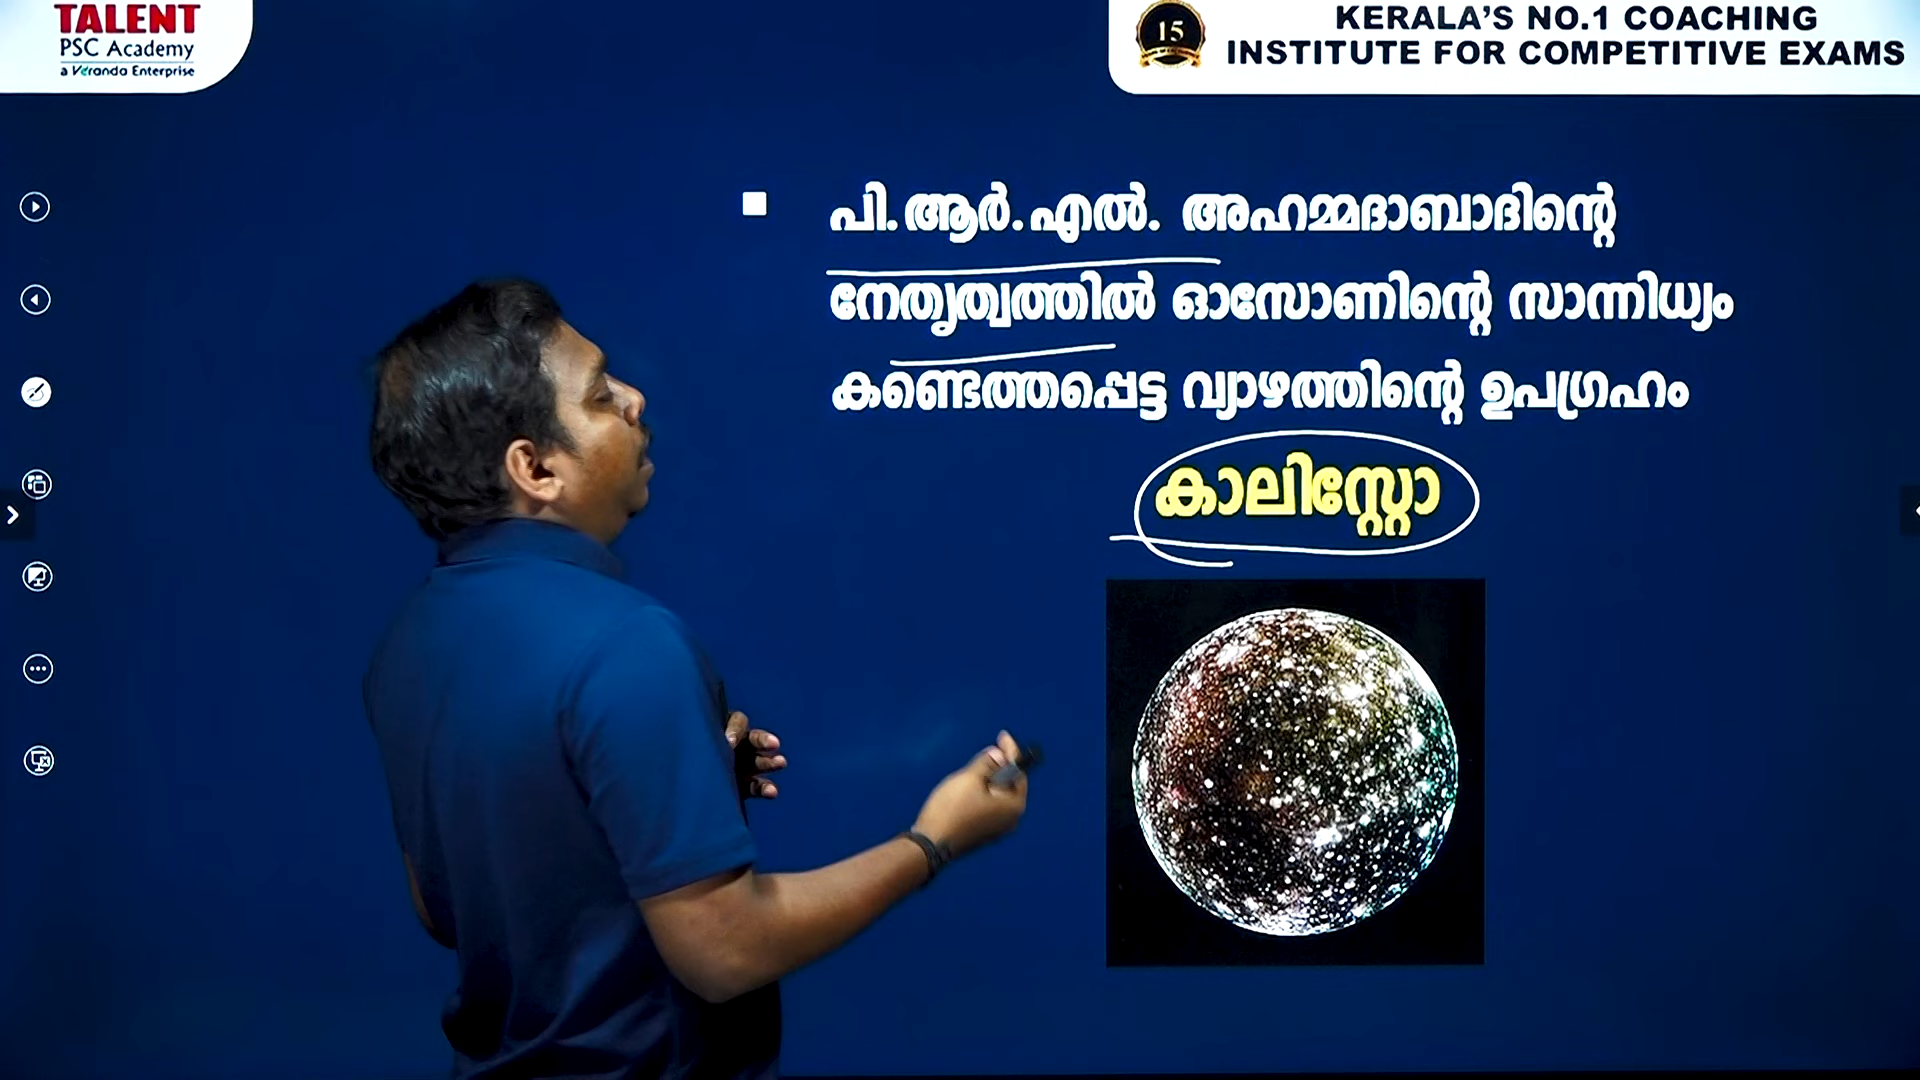 TALENT
PSC Academy
a Veranda Enterprise
15
KERALA'S NO.1 COACHING
INSTITUTE FOR COMPETITIVE EXAMS
പി.ആർ.എൽ. അഹമ്മദാബാദിന്റെ
നേതൃത്വത്തിൽ ഓസോണിന്റെ സാന്നിധ്യം
കണ്ടെത്തപ്പെട്ട വ്യാഴത്തിന്റെ ഉപഗ്രഹം
കാലിസ്റ്റോ